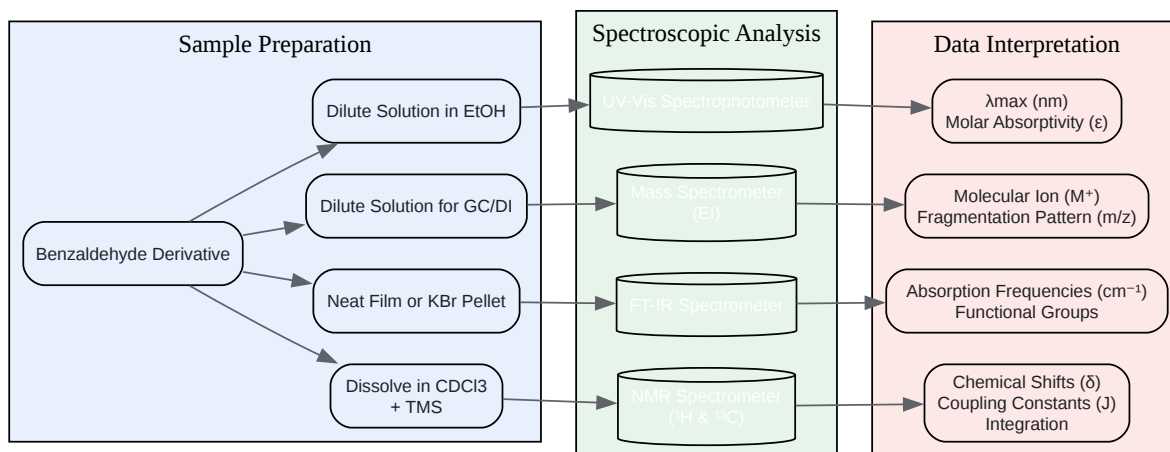 Sample Preparation
Spectroscopic Analysis
Data Interpretation
Dilute Solution in EtOH
UV-Vis Spectrophotometer
λmax (nm)
Molar Absorptivity (ε)
Dilute Solution for GC/DI
Mass Spectrometer
(EI)
Molecular Ion (M⁺)
Fragmentation Pattern (m/z)
Benzaldehyde Derivative
Neat Film or KBr Pellet
FT-IR Spectrometer
Absorption Frequencies (cm⁻¹)
Functional Groups
Dissolve in CDCl3
+ TMS
NMR Spectrometer
(¹H & ¹³C)
Chemical Shifts (δ)
Coupling Constants (J)
Integration